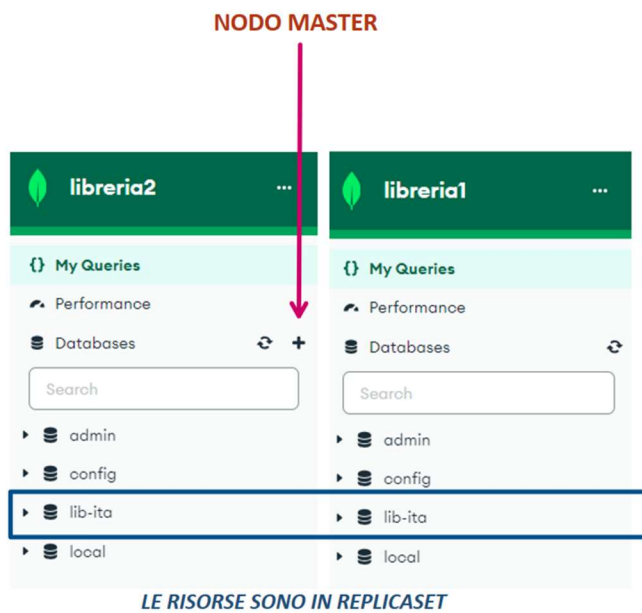 NODO MASTER
libreria2 ...
{} My Queries
Performance
Databases +
Search
admin
config
lib-ita
local
libreria1 ...
{} My Queries
Performance
Databases
Search
admin
config
lib-ita
local
LE RISORSE SONO IN REPLICASET